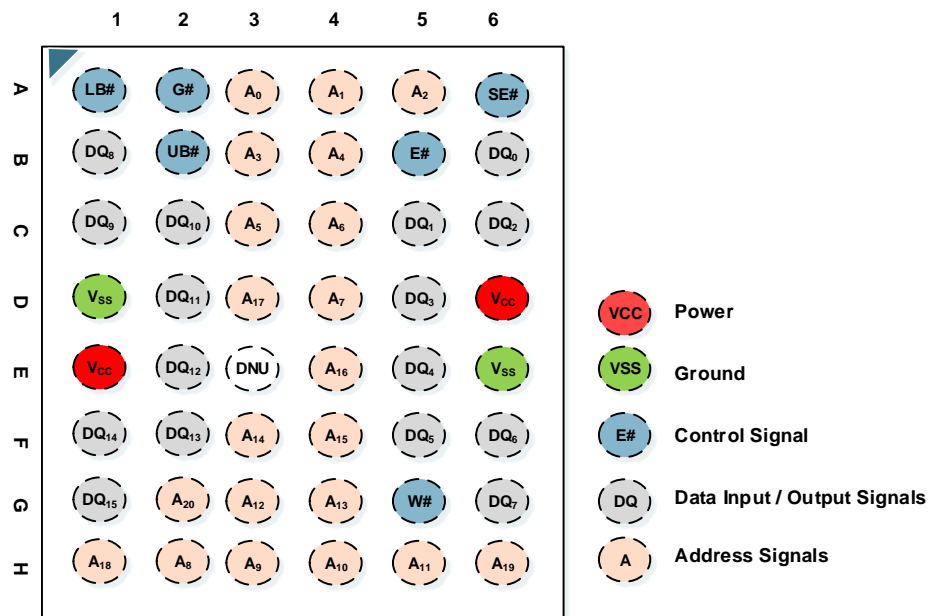 1 2 3 4 5 6
A LB# G# A0 A1 A2 SE#
B DQ8 UB# A3 A4 E# DQ0
C DQ9 DQ10 A5 A6 DQ1 DQ2
D VSS DQ11 A17 A7 DQ3 VCC
E VCC DQ12 DNU A16 DQ4 VSS
F DQ14 DQ13 A14 A15 DQ5 DQ6
G DQ15 A20 A12 A13 W# DQ7
H A18 A8 A9 A10 A11 A19
VCC Power
VSS Ground
E# Control Signal
DQ Data Input / Output Signals
A Address Signals